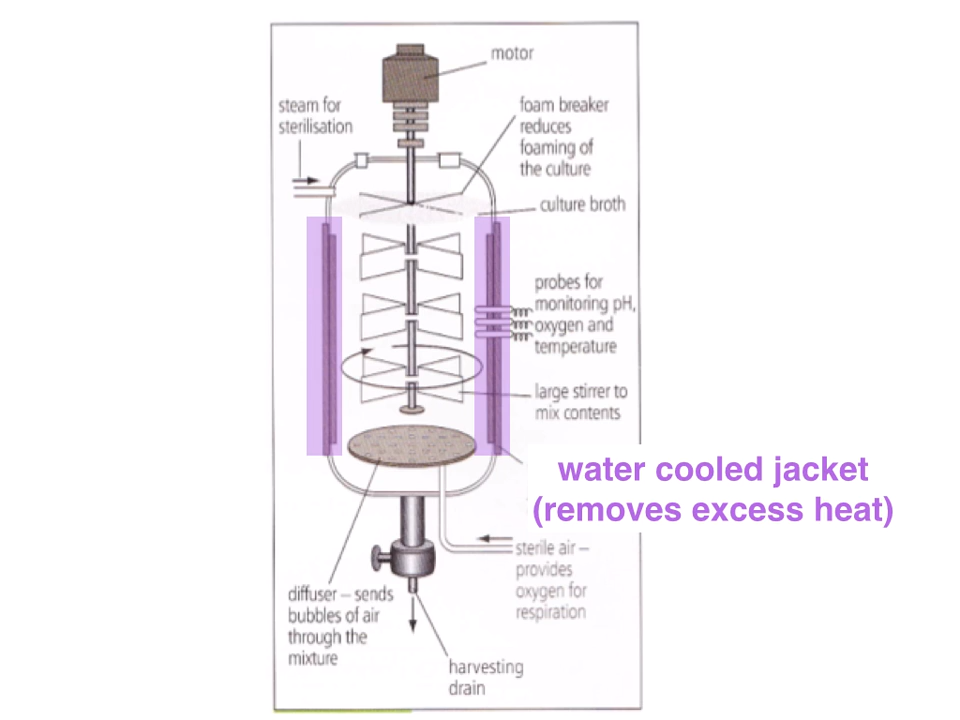 motor
steam for
sterilisation
foam breaker
reduces
foaming of
the culture
culture broth
probes for
monitoring pH,
oxygen and
temperature
large stirrer to
mix contents
water cooled jacket
(removes excess heat)
sterile air –
provides
oxygen for
respiration
diffuser – sends
bubbles of air
through the
mixture
harvesting
drain